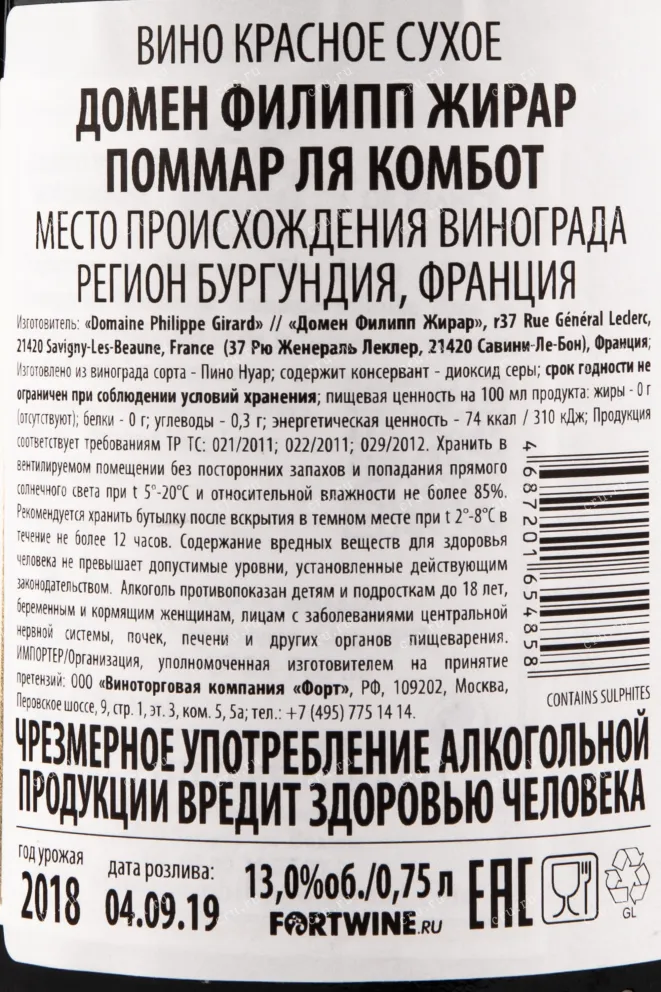 ВИНО КРАСНОЕ СУХОЕ
ДОМЕН ФИЛИПП ЖИРАР
ПОММАР ЛЯ КОМБОТ
МЕСТО ПРОИСХОЖДЕНИЯ ВИНОГРАДА
РЕГИОН БУРГУНДИЯ, ФРАНЦИЯ
Изготовитель: «Domaine Philippe Girard» // «Домен Филипп Жирар», r37 Rue Général Leclerc,
21420 Savigny-Les-Beaune, France (37 Рю Женераль Леклер, 21420 Савини-Ле-Бон), Франция;
Изготовлено из винограда сорта - Пино Нуар; содержит консервант - диоксид серы; срок годности не
ограничен при соблюдении условий хранения; пищевая ценность на 100 мл продукта: жиры - 0 г
(отсутствуют); белки - 0 г; углеводы - 0,3 г; энергетическая ценность - 74 ккал / 310 кДж; Продукция
соответствует требованиям ТР ТС: 021/2011; 022/2011; 029/2012. Хранить в
вентилируемом помещении без посторонних запахов и попадания прямого
солнечного света при t 5°-20°C и относительной влажности не более 85%.
Рекомендуется хранить бутылку после вскрытия в темном месте при t 2°-8°C в
течение не более 12 часов. Содержание вредных веществ для здоровья
человека не превышает допустимые уровни, установленные действующим
законодательством. Алкоголь противопоказан детям и подросткам до 18 лет,
беременным и кормящим женщинам, лицам с заболеваниями центральной
нервной системы, почек, печени и других органов пищеварения.
ИМПОРТЕР/Организация, уполномоченная изготовителем на принятие
претензий: ООО «Виноторговая компания «Форт», РФ, 109202, Москва,
Перовское шоссе, 9, стр. 1, эт. 3, ком. 5, 5а; тел.: +7 (495) 775 14 14.
4 687201 654858
CONTAINS SULPHITES
ЧРЕЗМЕРНОЕ УПОТРЕБЛЕНИЕ АЛКОГОЛЬНОЙ
ПРОДУКЦИИ ВРЕДИТ ЗДОРОВЬЮ ЧЕЛОВЕКА
год урожая
2018
дата розлива:
04.09.19
13,0%об./0,75 л
FORTWINE.RU
EAC
GL